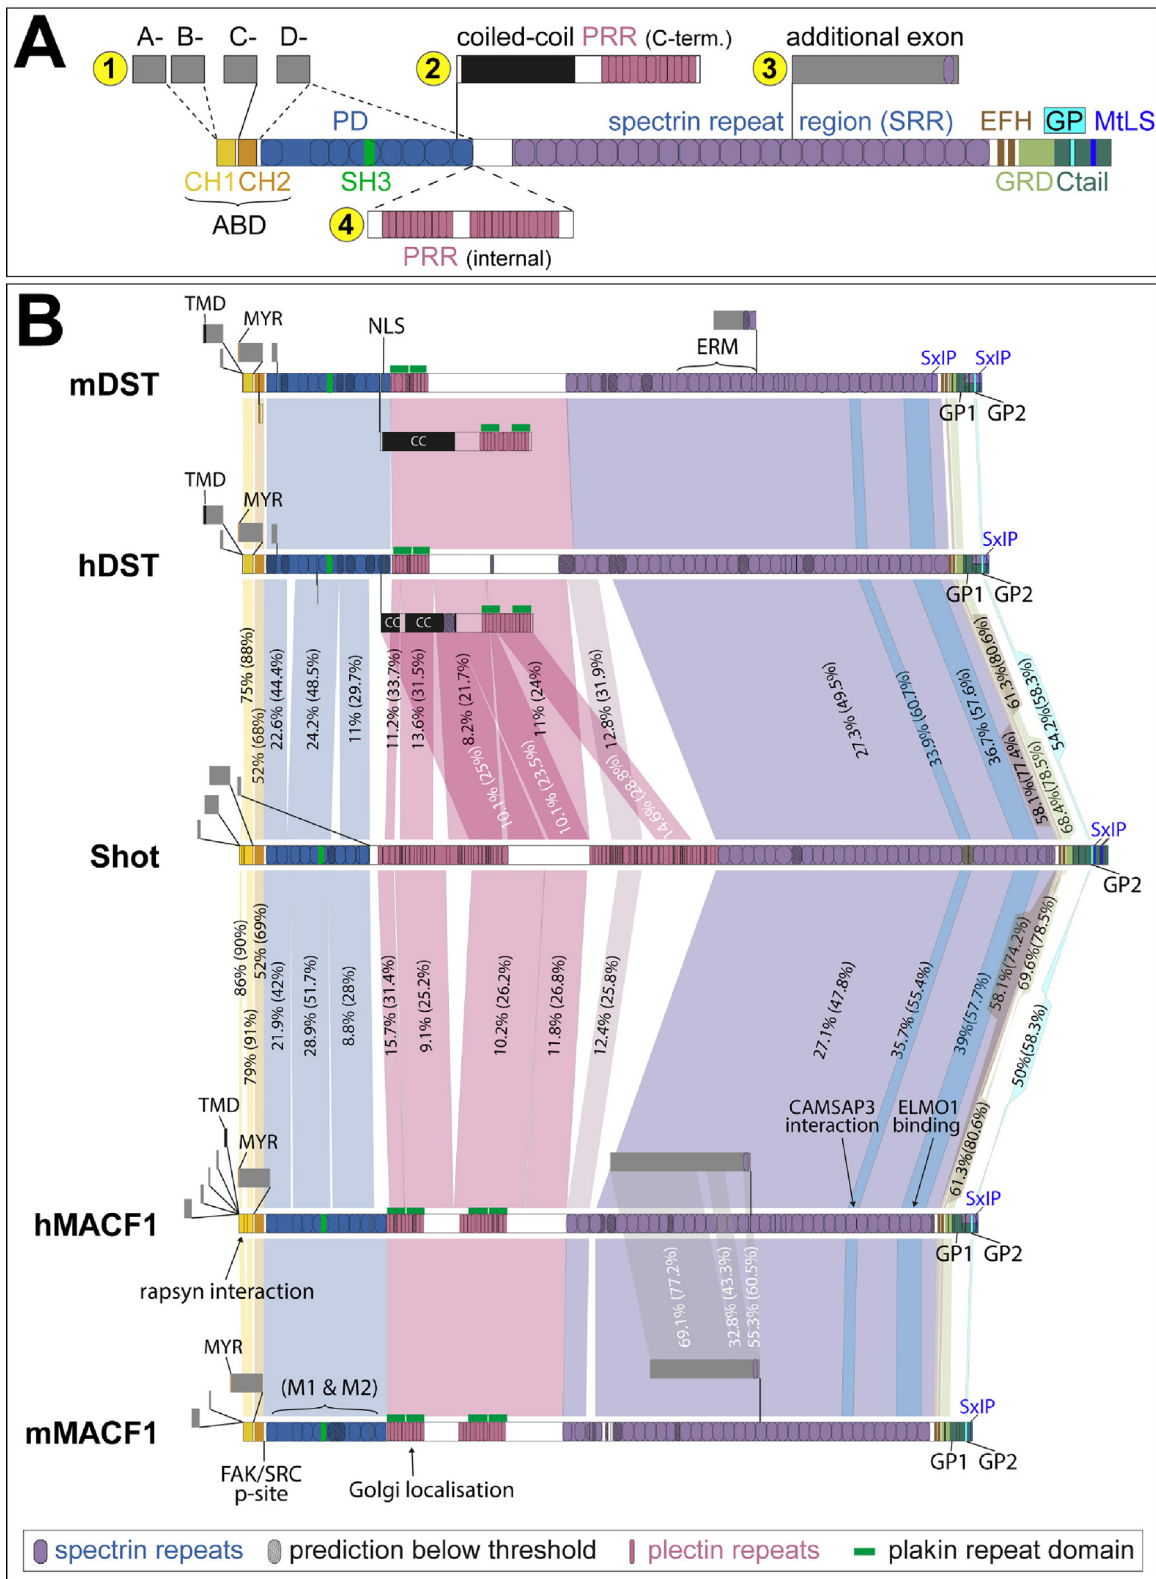 A
A- B- C- D-
coiled-coil PRR (C-term.)
additional exon
1
2
3
PD
spectrin repeat region (SRR)
EFH GP MtLS
CH1 CH2
SH3
GRD Ctail
ABD
4
PRR (internal)
B
TMD
MYR
NLS
ERM
SxIP SxIP
mDST
GP1 GP2
CC
TMD
MYR
SxIP
hDST
GP1 GP2
CC CC
75% (88%)
52% (68%)
22.6% (44.4%)
24.2% (48.5%)
11% (29.7%)
11.2% (33.7%)
13.6% (31.5%)
8.2% (21.7%)
10.1% (25%)
11% (24%)
10.1% (23.5%)
12.8% (31.9%)
14.6% (28.8%)
27.3% (49.5%)
33.9% (60.7%)
36.7% (57.6%)
58.1%(77.4%)
61.3%(80.6%)
68.4%(78.5%)
54.2%(58.3%)
SxIP
Shot
GP2
86% (90%)
79% (91%)
52% (69%)
21.9% (42%)
28.9% (51.7%)
8.8% (28%)
15.7% (31.4%)
9.1% (25.2%)
10.2% (26.2%)
11.8% (26.8%)
12.4% (25.8%)
27.1% (47.8%)
35.7% (55.4%)
39%(57.7%)
58.1%(74.2%)
69.6%(78.5%)
61.3%(80.6%)
50%(58.3%)
TMD
MYR
CAMSAP3
interaction
ELMO1
binding
SxIP
hMACF1
GP1 GP2
rapsyn interaction
69.1% (77.2%)
32.8% (43.3%)
55.3% (60.5%)
MYR
(M1 & M2)
SxIP
mMACF1
GP1 GP2
FAK/SRC
p-site
Golgi localisation
spectrin repeats
prediction below threshold
plectin repeats
plakin repeat domain